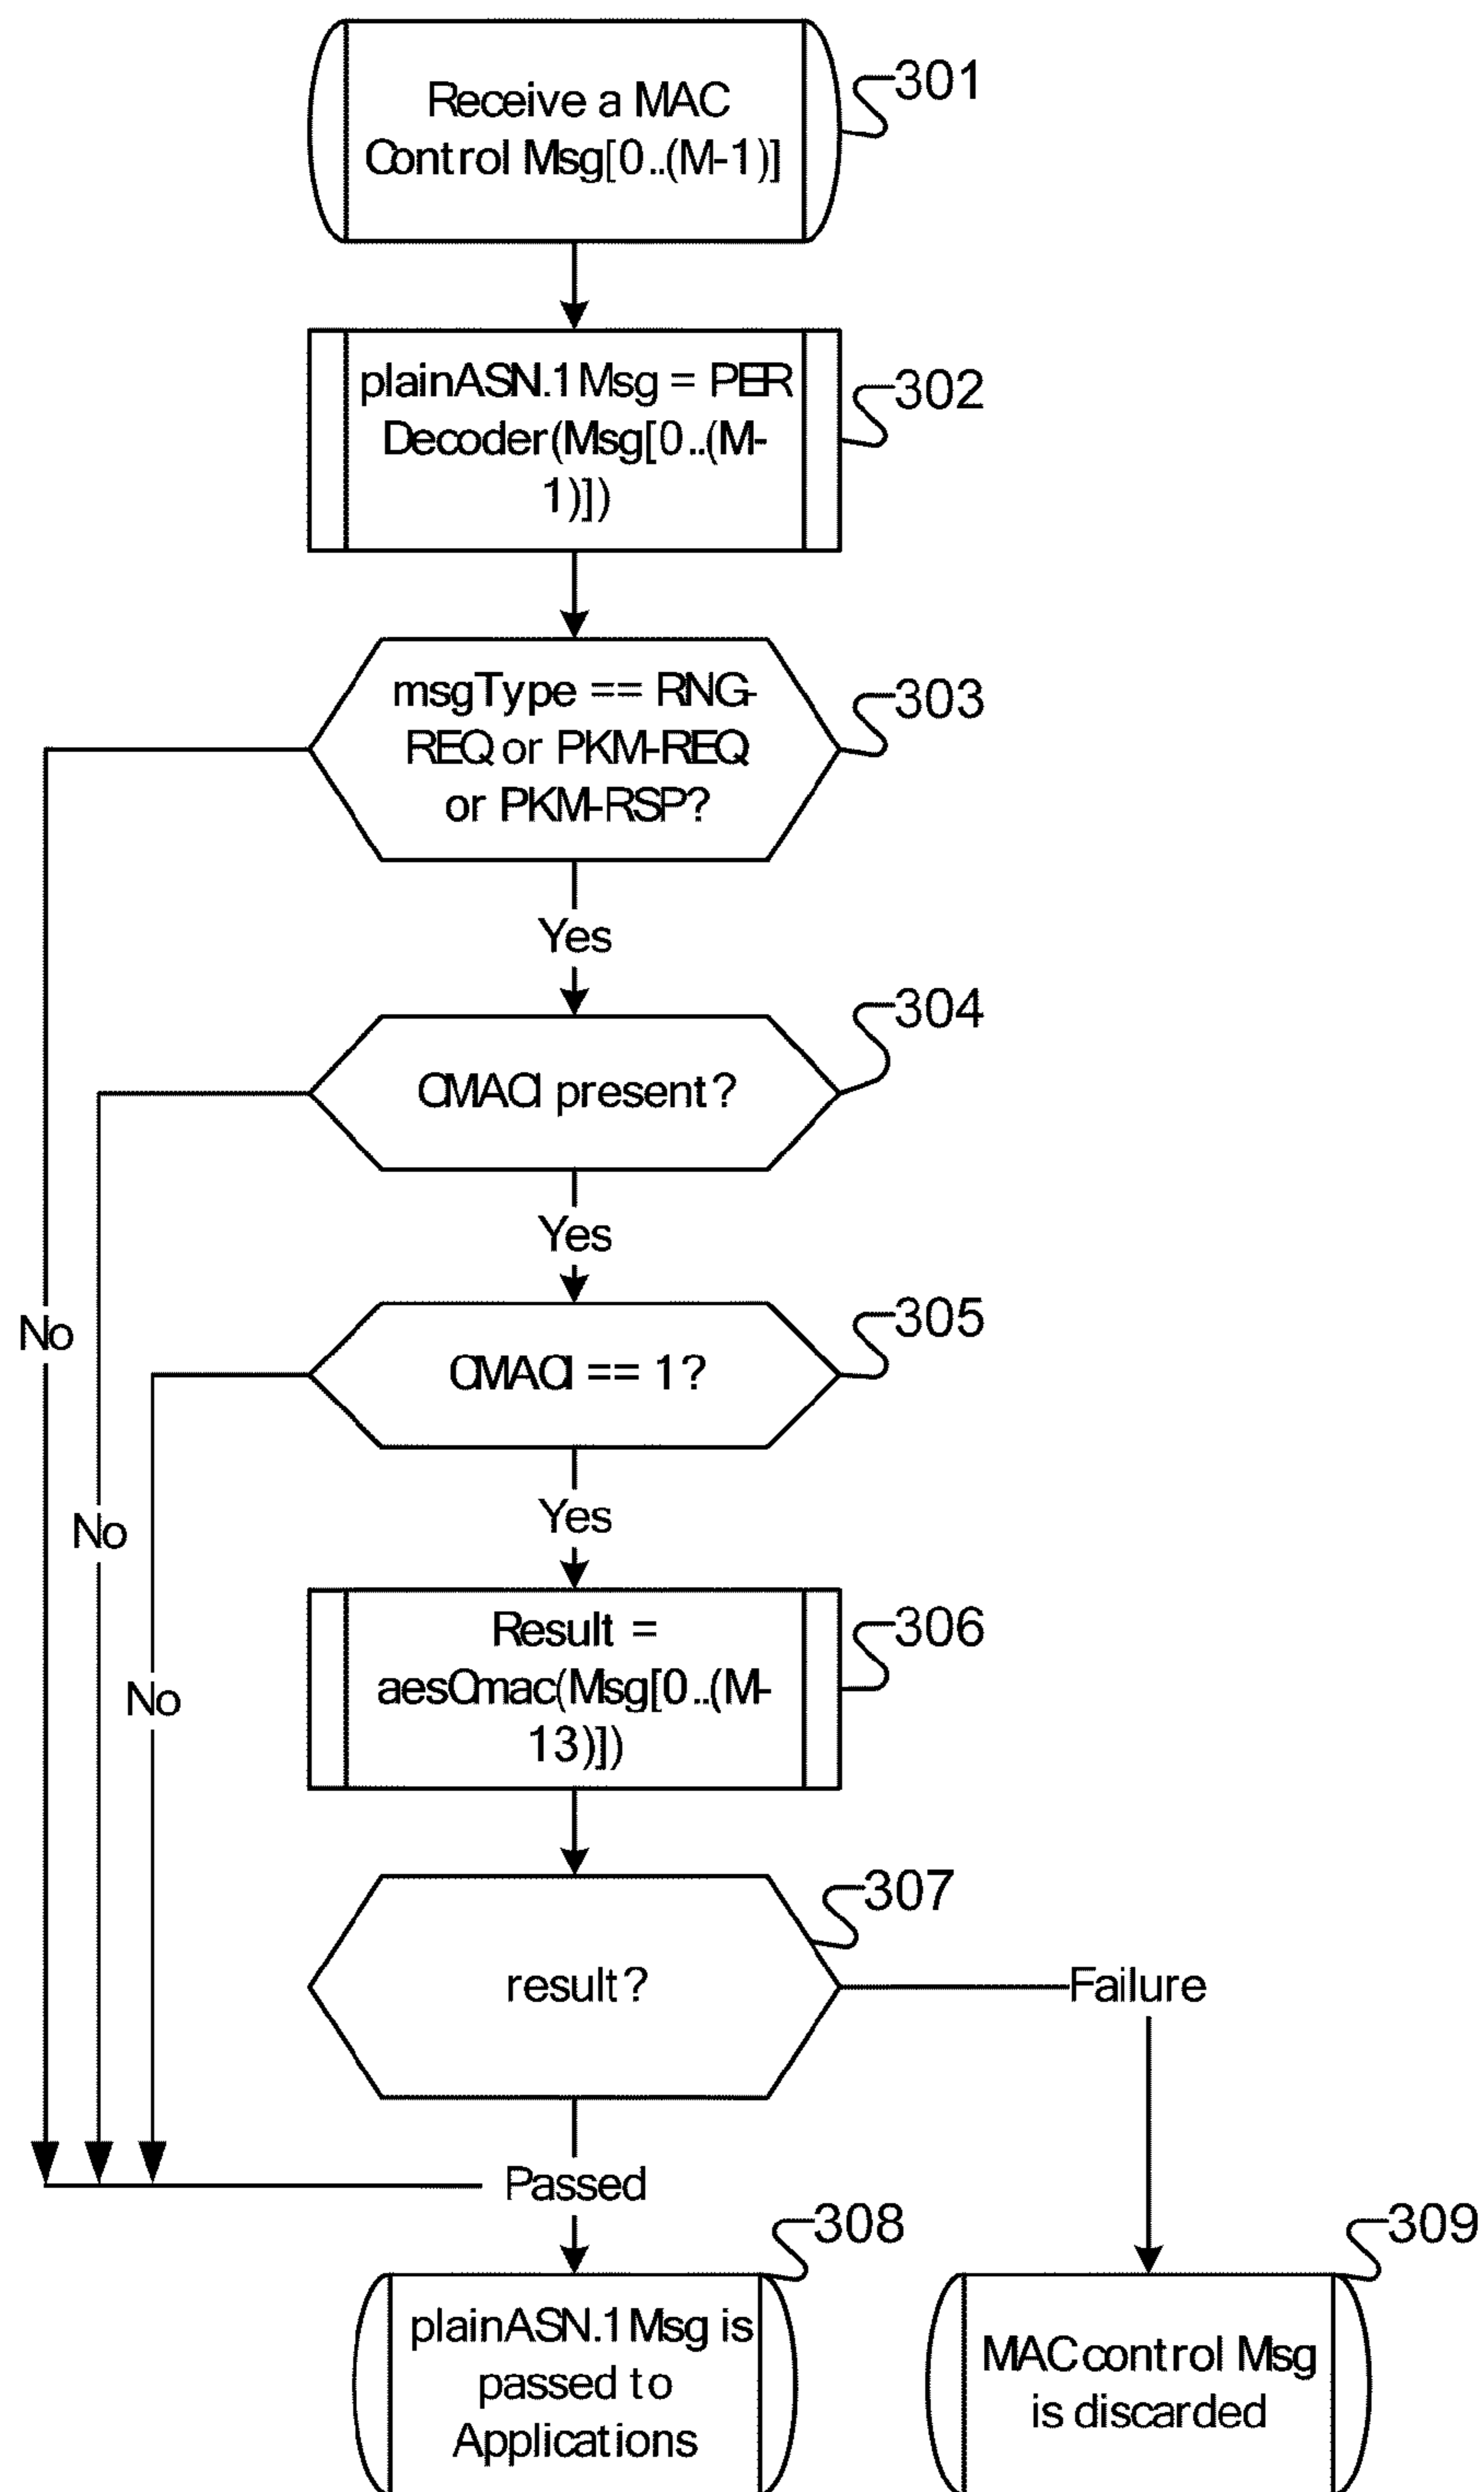 Receive a MAC
Control Msg[0..(M-1)]
301
plainASN.1Msg = PER
Decoder(Msg[0..(M-
1)])
302
msgType == RNG-
REQ or PKM-REQ
or PKM-RSP?
303
Yes
304
CMACI present?
Yes
305
No
CMACI == 1?
Yes
No
306
Result =
aesCmac(Msg[0..(M-
13)])
No
307
result?
Failure
Passed
308
309
plainASN.1Msg is
passed to
Applications
MAC control Msg
is discarded